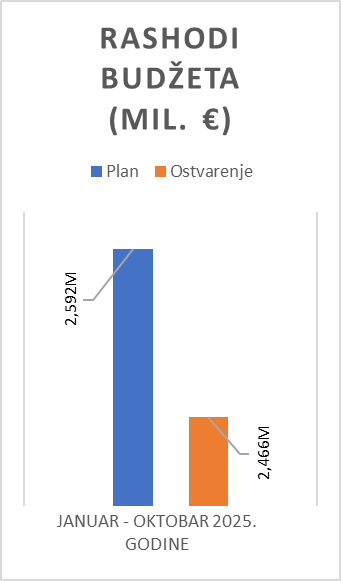 RASHODI
BUDŽETA
(MIL. €)
Plan Ostvarenje
2,592M
2,466M
JANUAR - OKTOBAR 2025.
GODINE